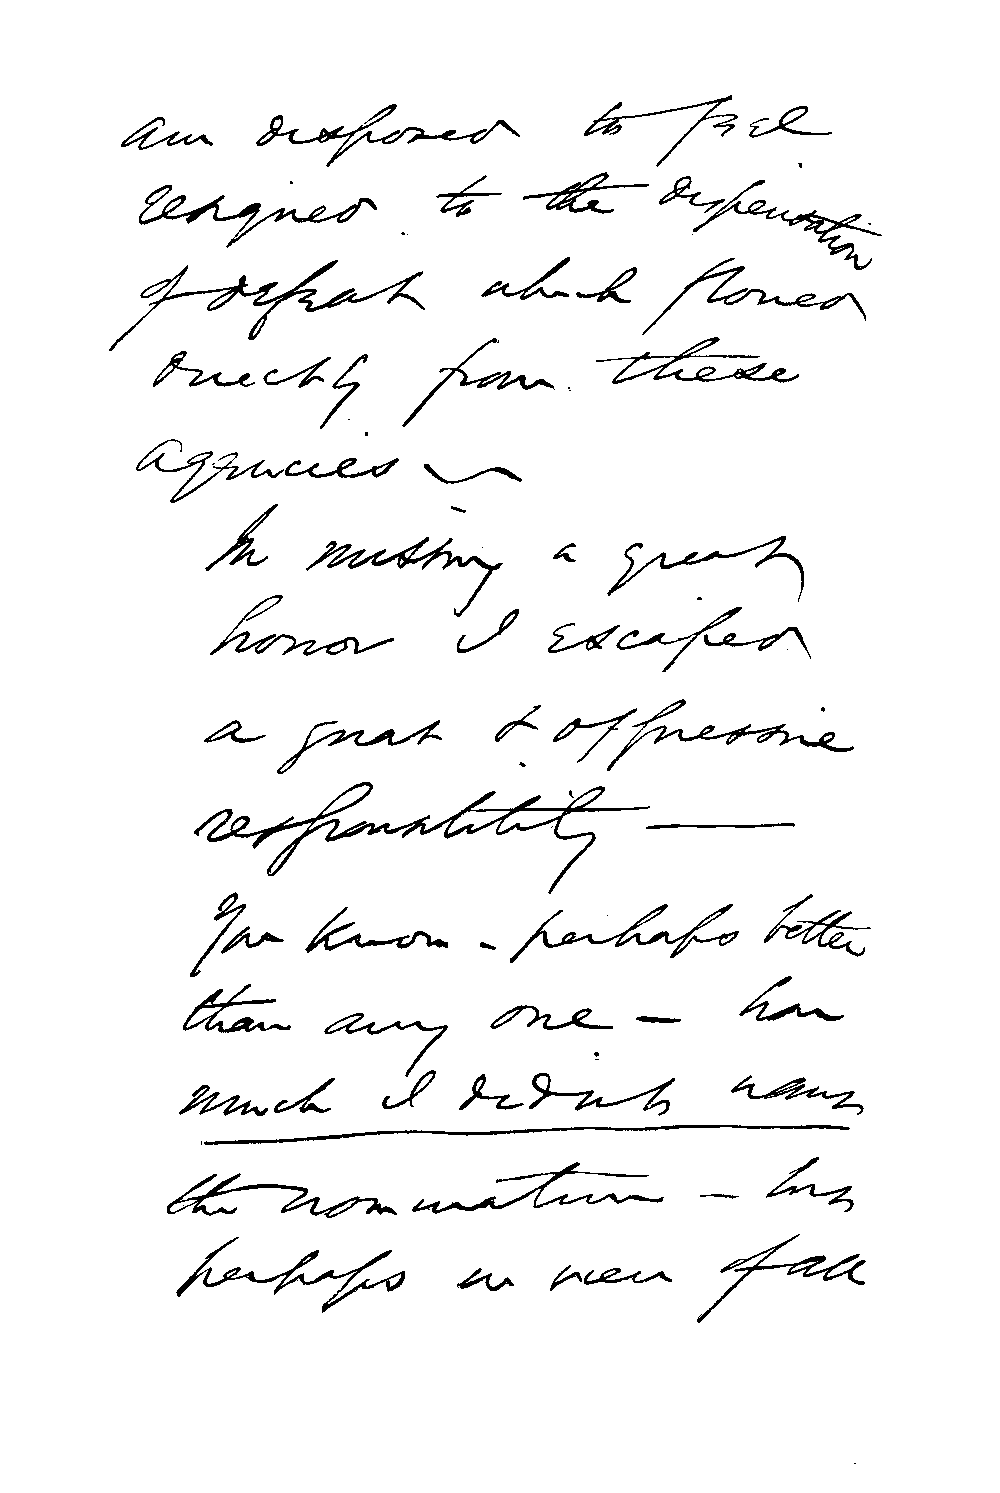 am disposed to feel
resigned to the dispensation
of defeat which flowed
directly from these
agencies —
In missing a great
honor I escaped
a great & oppressive
responsibility —
You know - perhaps better
than any one — how
much I didn't want
the nomination — but
perhaps in view of all